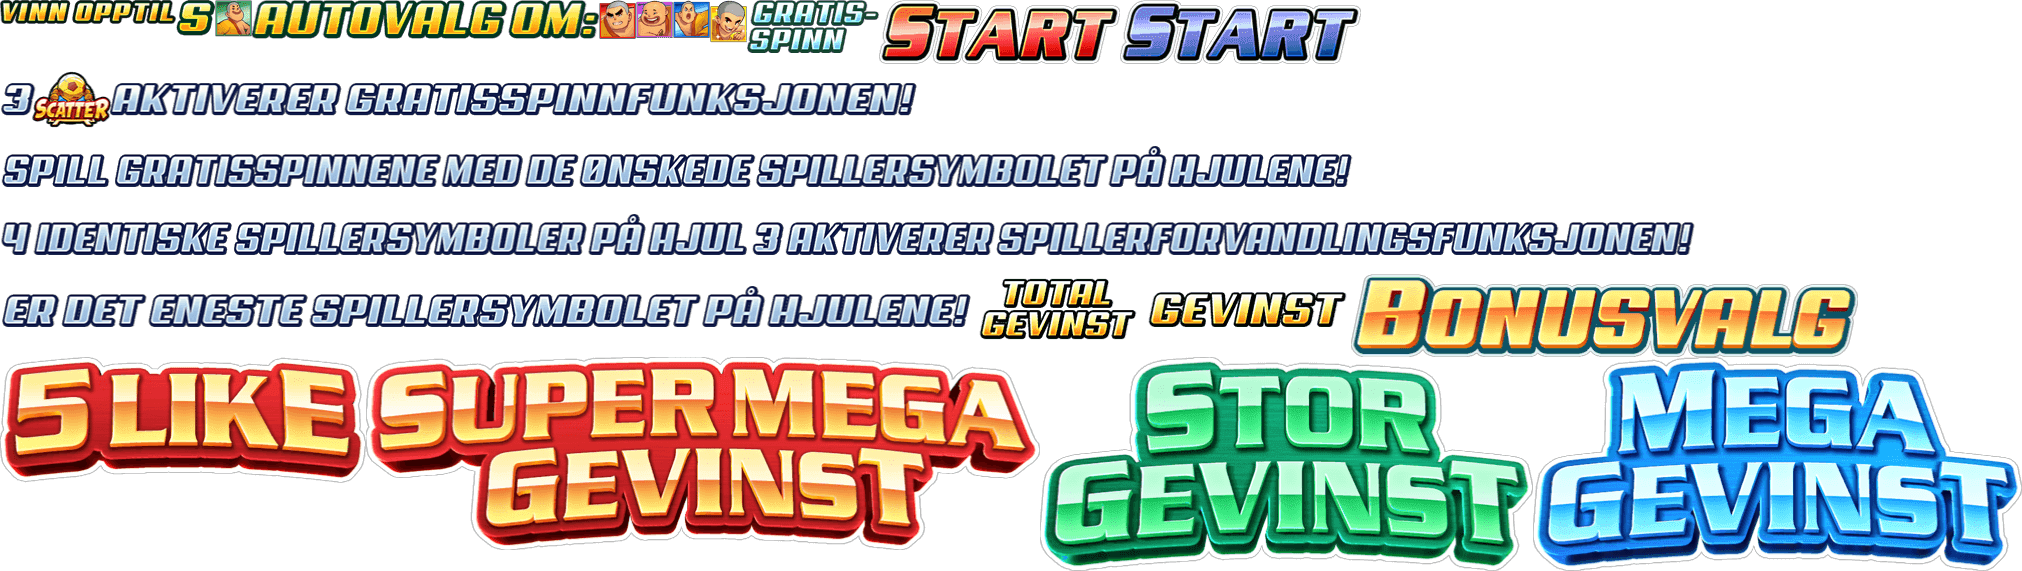 VINN OPPTIL S AUTOVALG OM: GRATIS-
SPINN
START START
3 SCATTER AKTIVERER GRATISSPINNFUNKSJONEN!
SPILL GRATISSPINNENE MED DE ØNSKEDE SPILLERSYMBOLET PÅ HJULENE!
4 IDENTISKE SPILLERSYMBOLER PÅ HJUL 3 AKTIVERER SPILLERFORVANDLINGSFUNKSJONEN!
ER DET ENESTE SPILLERSYMBOLET PÅ HJULENE!
TOTAL
GEVINST
GEVINST
BONUSVALG
5 LIKE
SUPER MEGA
GEVINST
STOR
GEVINST
MEGA
GEVINST